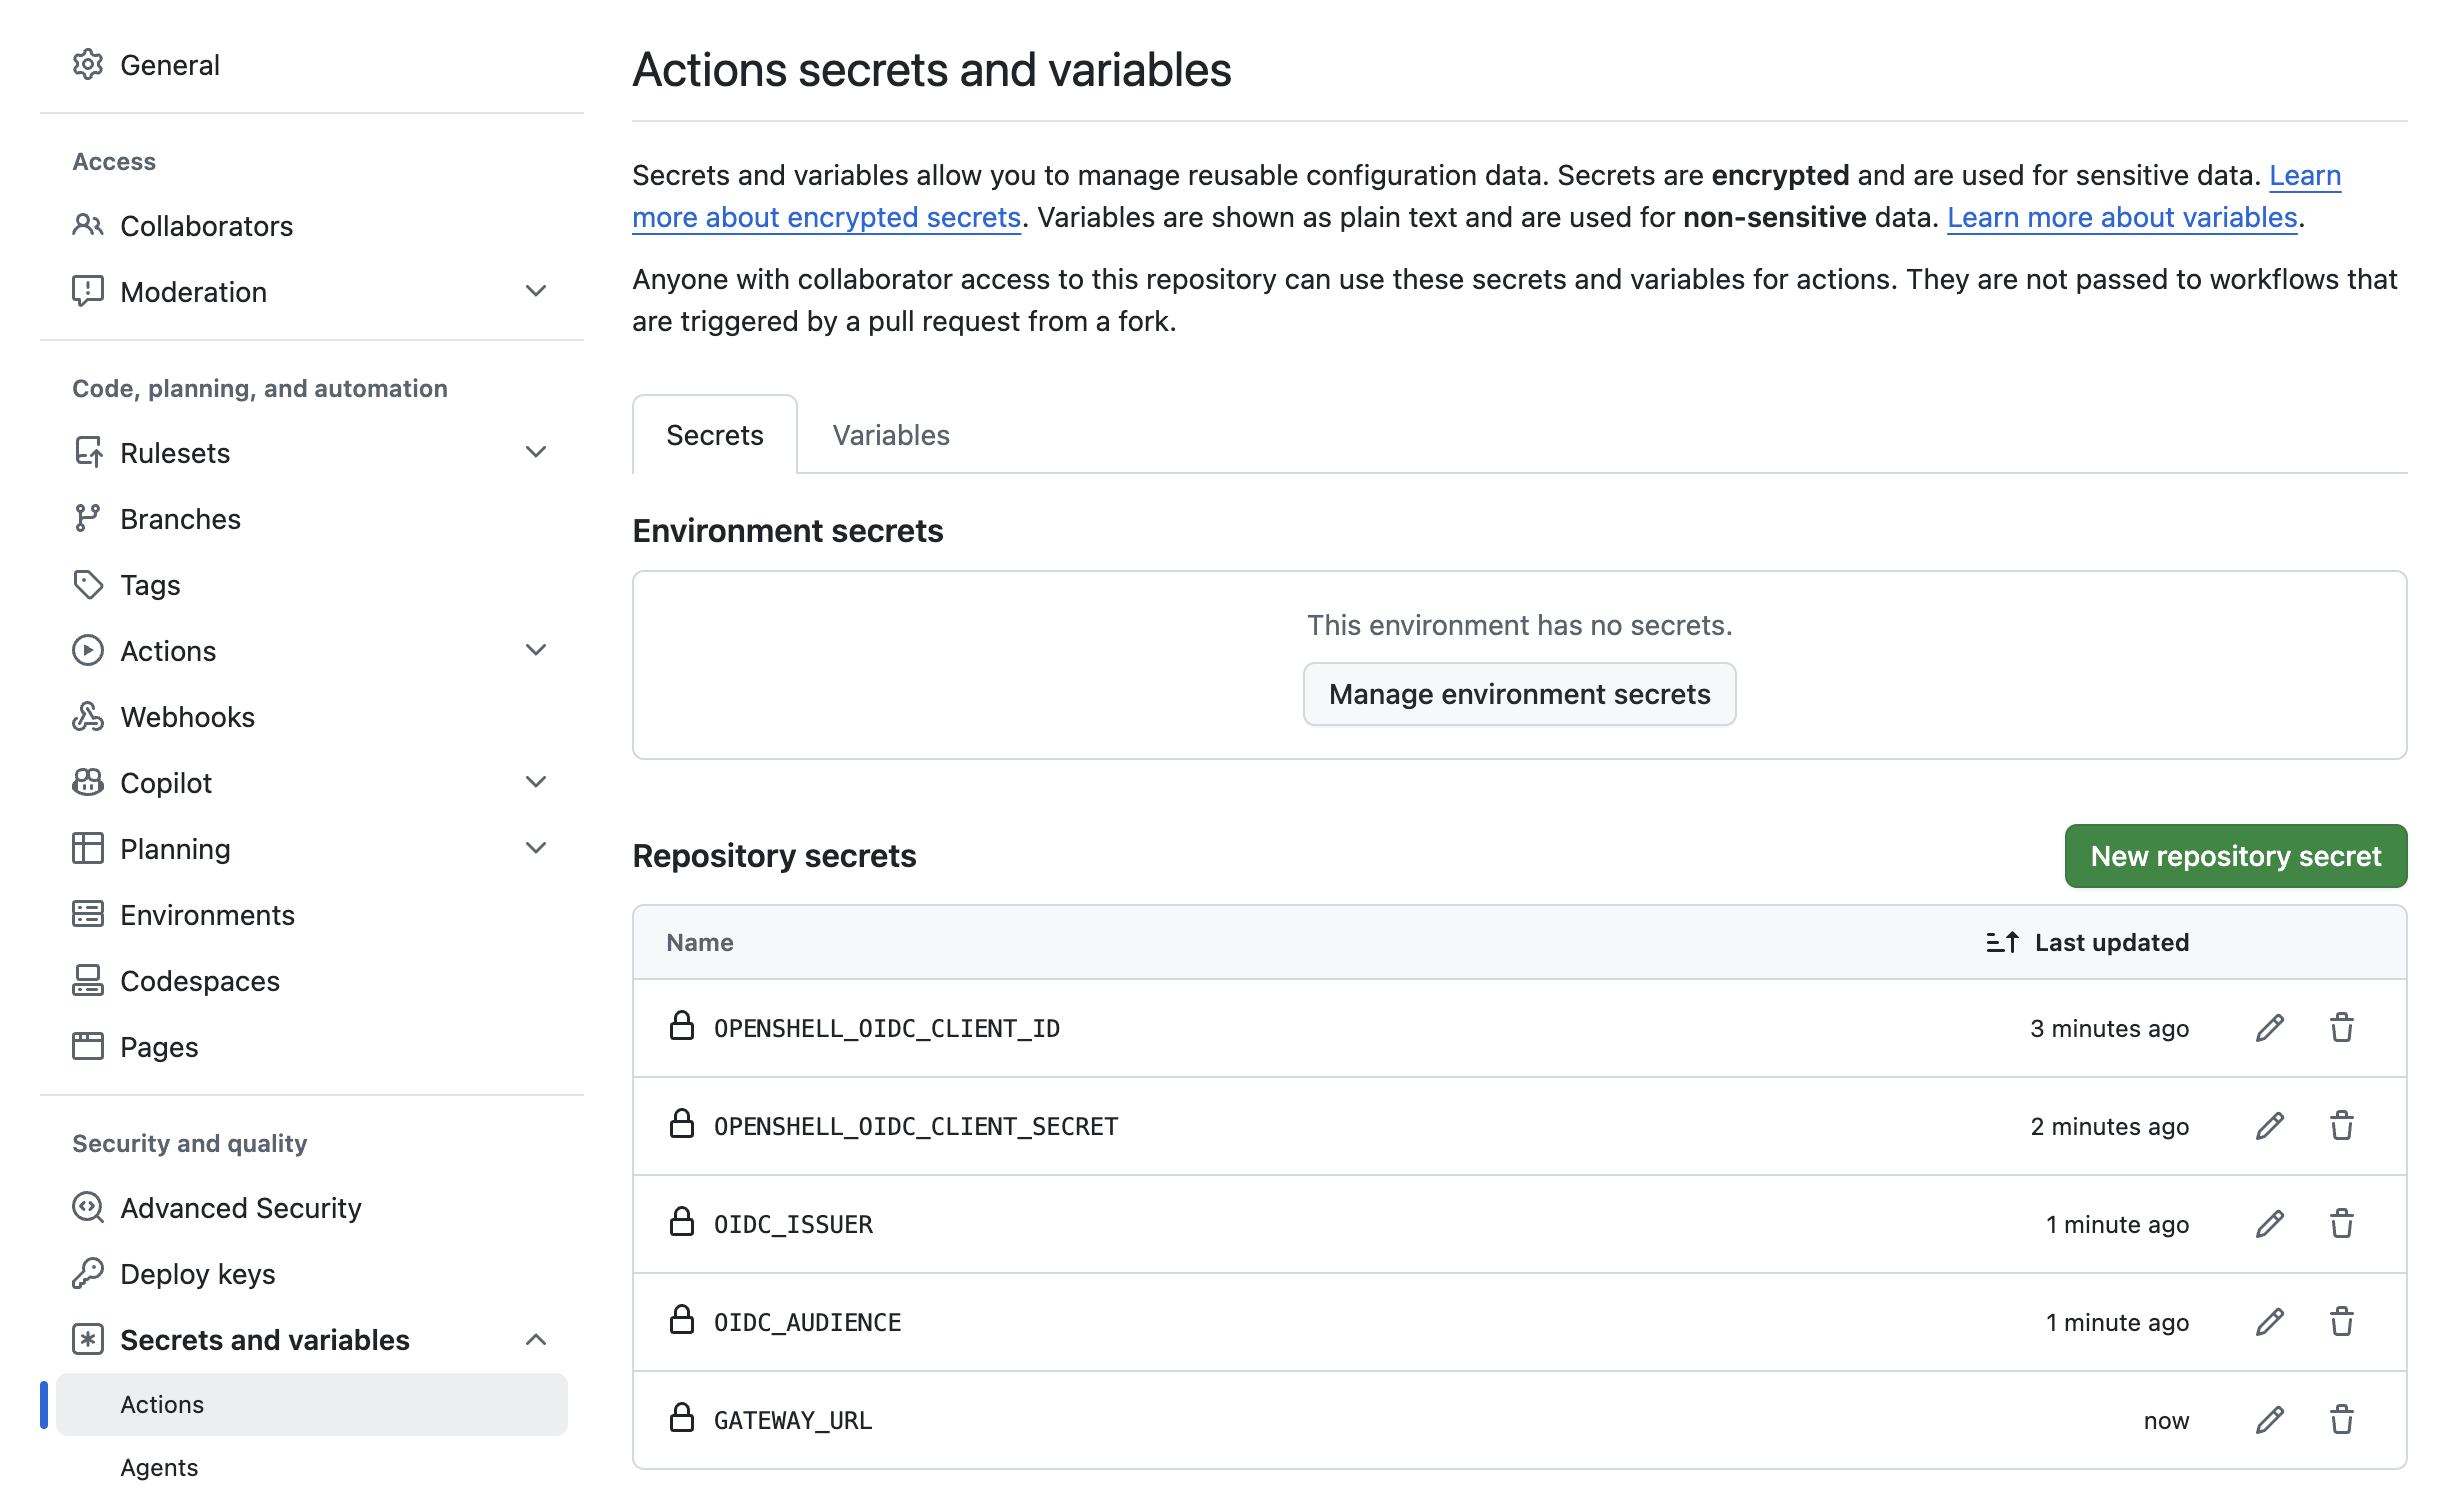 General
Access
Collaborators
Moderation
Code, planning, and automation
Rulesets
Branches
Tags
Actions
Webhooks
Copilot
Planning
Environments
Codespaces
Pages
Security and quality
Advanced Security
Deploy keys
Secrets and variables
Actions
Agents
Actions secrets and variables
Secrets and variables allow you to manage reusable configuration data. Secrets are encrypted and are used for sensitive data. Learn
more about encrypted secrets. Variables are shown as plain text and are used for non-sensitive data. Learn more about variables.
Anyone with collaborator access to this repository can use these secrets and variables for actions. They are not passed to workflows that
are triggered by a pull request from a fork.
Secrets Variables
Environment secrets
This environment has no secrets.
Manage environment secrets
Repository secrets New repository secret
Name Last updated
OPENSHELL_OIDC_CLIENT_ID 3 minutes ago
OPENSHELL_OIDC_CLIENT_SECRET 2 minutes ago
OIDC_ISSUER 1 minute ago
OIDC_AUDIENCE 1 minute ago
GATEWAY_URL now